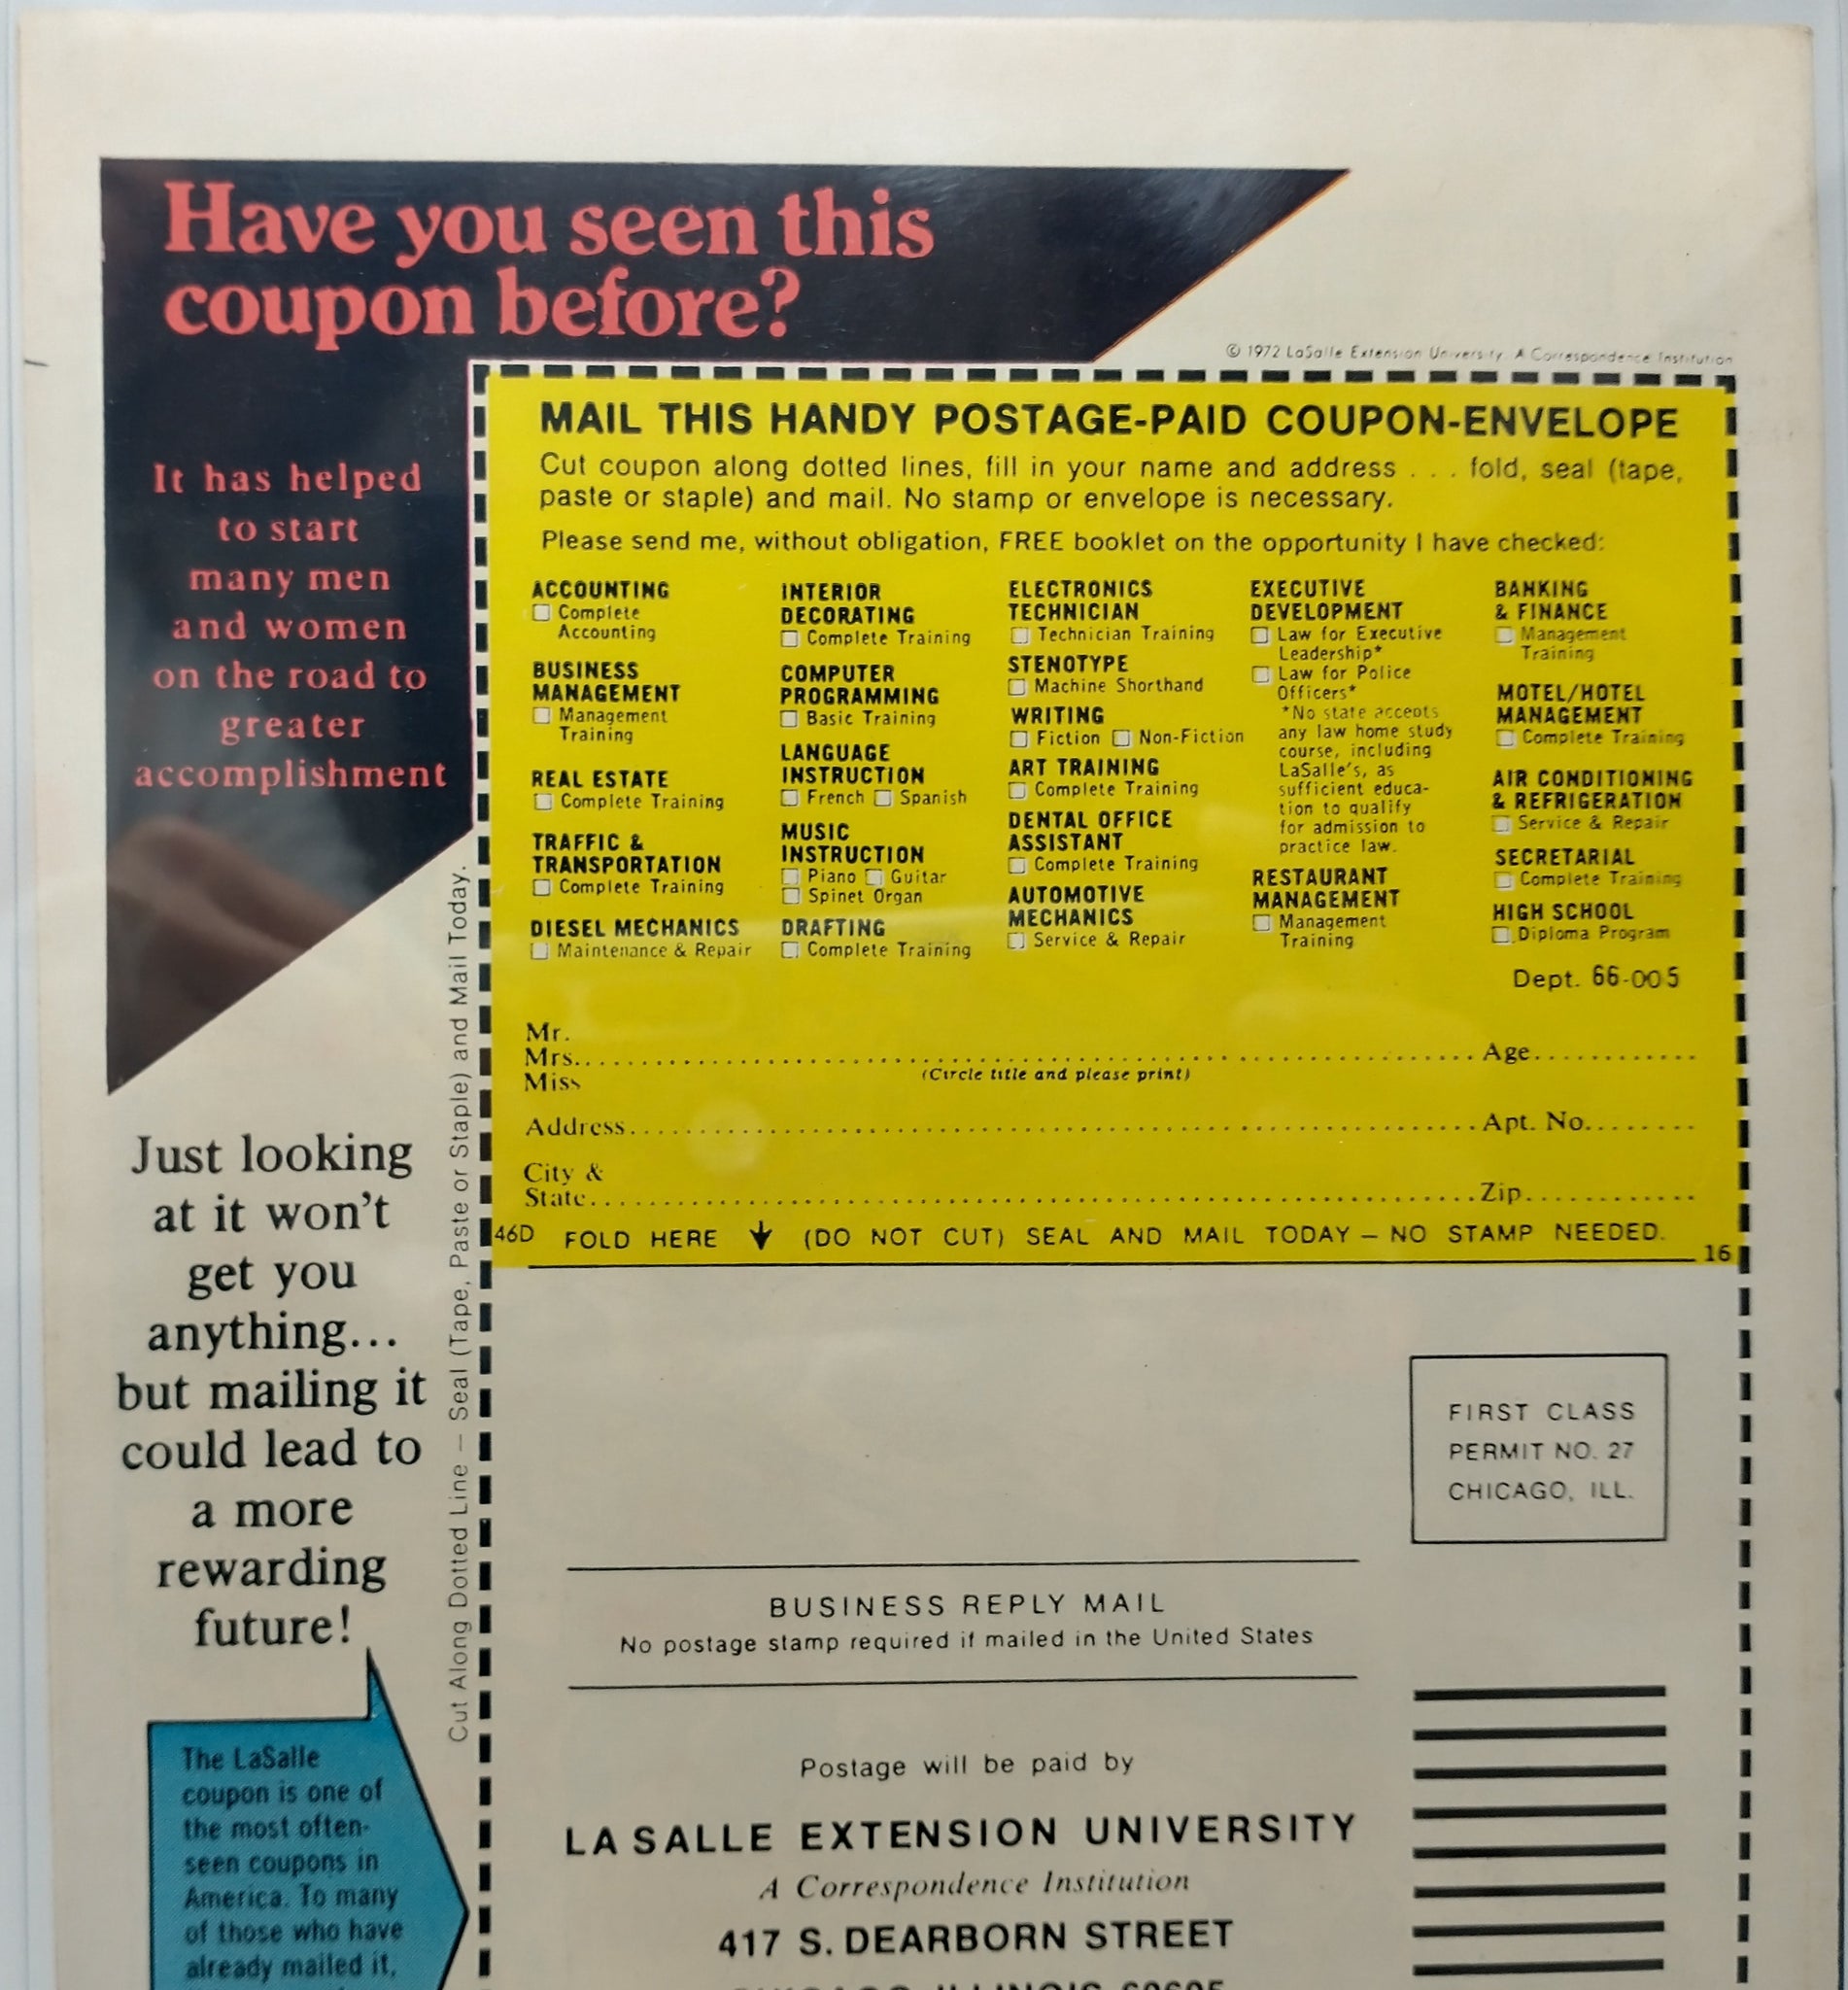 Have you seen this
coupon before?
© 1972 LaSalle Extension University. A Correspondence Institution
It has helped
to start
many men
and women
on the road to
greater
accomplishment
Just looking
at it won't
get you
anything...
but mailing it
could lead to
a more
rewarding
future!
The LaSalle
coupon is one of
the most often-
seen coupons in
America. To many
of those who have
already mailed it,
Cut Along Dotted Line – Seal (Tape, Paste or Staple) and Mail Today.
MAIL THIS HANDY POSTAGE-PAID COUPON-ENVELOPE
Cut coupon along dotted lines, fill in your name and address . . . fold, seal (tape,
paste or staple) and mail. No stamp or envelope is necessary.
Please send me, without obligation, FREE booklet on the opportunity I have checked:
ACCOUNTING
☐ Complete
Accounting
BUSINESS
MANAGEMENT
☐ Management
Training
REAL ESTATE
☐ Complete Training
TRAFFIC &
TRANSPORTATION
☐ Complete Training
DIESEL MECHANICS
☐ Maintenance & Repair
INTERIOR
DECORATING
☐ Complete Training
COMPUTER
PROGRAMMING
☐ Basic Training
LANGUAGE
INSTRUCTION
☐ French ☐ Spanish
MUSIC
INSTRUCTION
☐ Piano ☐ Guitar
☐ Spinet Organ
DRAFTING
☐ Complete Training
ELECTRONICS
TECHNICIAN
☐ Technician Training
STENOTYPE
☐ Machine Shorthand
WRITING
☐ Fiction ☐ Non-Fiction
ART TRAINING
☐ Complete Training
DENTAL OFFICE
ASSISTANT
☐ Complete Training
AUTOMOTIVE
MECHANICS
☐ Service & Repair
EXECUTIVE
DEVELOPMENT
☐ Law for Executive
Leadership*
☐ Law for Police
Officers*
*No state accepts
any law home study
course, including
LaSalle's, as
sufficient educa-
tion to qualify
for admission to
practice law.
RESTAURANT
MANAGEMENT
☐ Management
Training
BANKING
& FINANCE
☐ Management
Training
MOTEL/HOTEL
MANAGEMENT
☐ Complete Training
AIR CONDITIONING
& REFRIGERATION
☐ Service & Repair
SECRETARIAL
☐ Complete Training
HIGH SCHOOL
☐ Diploma Program
Dept. 66-005
Mr.
Mrs. Age
Miss (Circle title and please print)
Address Apt. No.
City &
State Zip
46D FOLD HERE ↓ (DO NOT CUT) SEAL AND MAIL TODAY – NO STAMP NEEDED.
16
FIRST CLASS
PERMIT NO. 27
CHICAGO, ILL.
BUSINESS REPLY MAIL
No postage stamp required if mailed in the United States
Postage will be paid by
LA SALLE EXTENSION UNIVERSITY
A Correspondence Institution
417 S. DEARBORN STREET